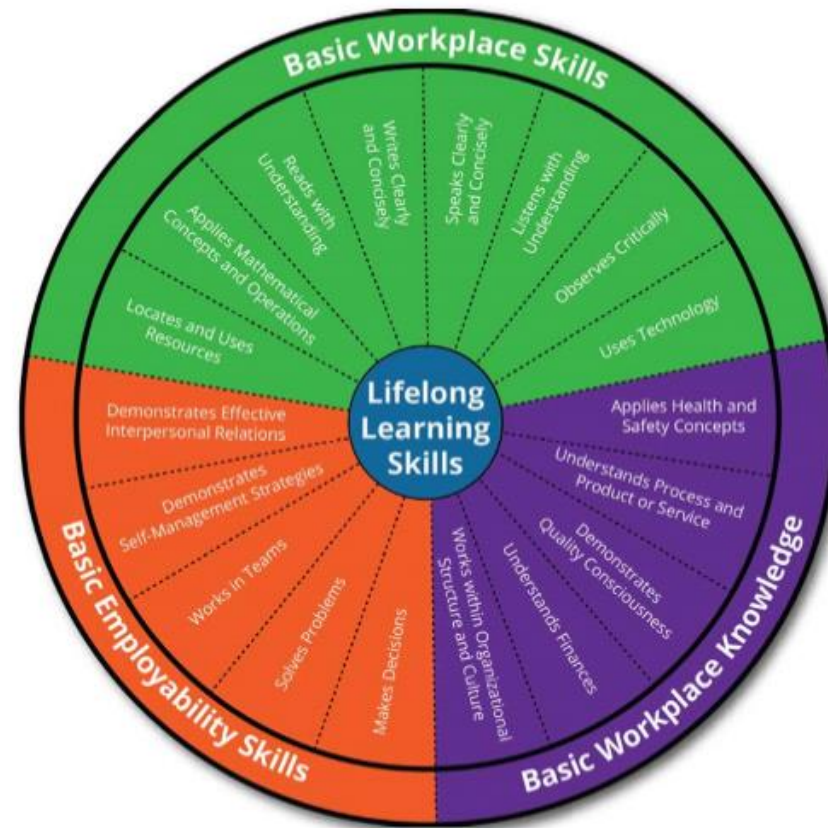 Basic Workplace Skills
Locates and Uses
Resources
Applies Mathematical
Concepts and Operations
Reads with
Understanding
Writes Clearly
and Concisely
Speaks Clearly
and Concisely
Listens with
Understanding
Observes Critically
Uses Technology
Lifelong
Learning
Skills
Basic Workplace Knowledge
Applies Health and
Safety Concepts
Understands Process and
Product or Service
Demonstrates
Quality Consciousness
Understands Finances
Works within Organizational
Structure and Culture
Basic Employability Skills
Demonstrates Effective
Interpersonal Relations
Demonstrates
Self-Management Strategies
Works in Teams
Solves Problems
Makes Decisions